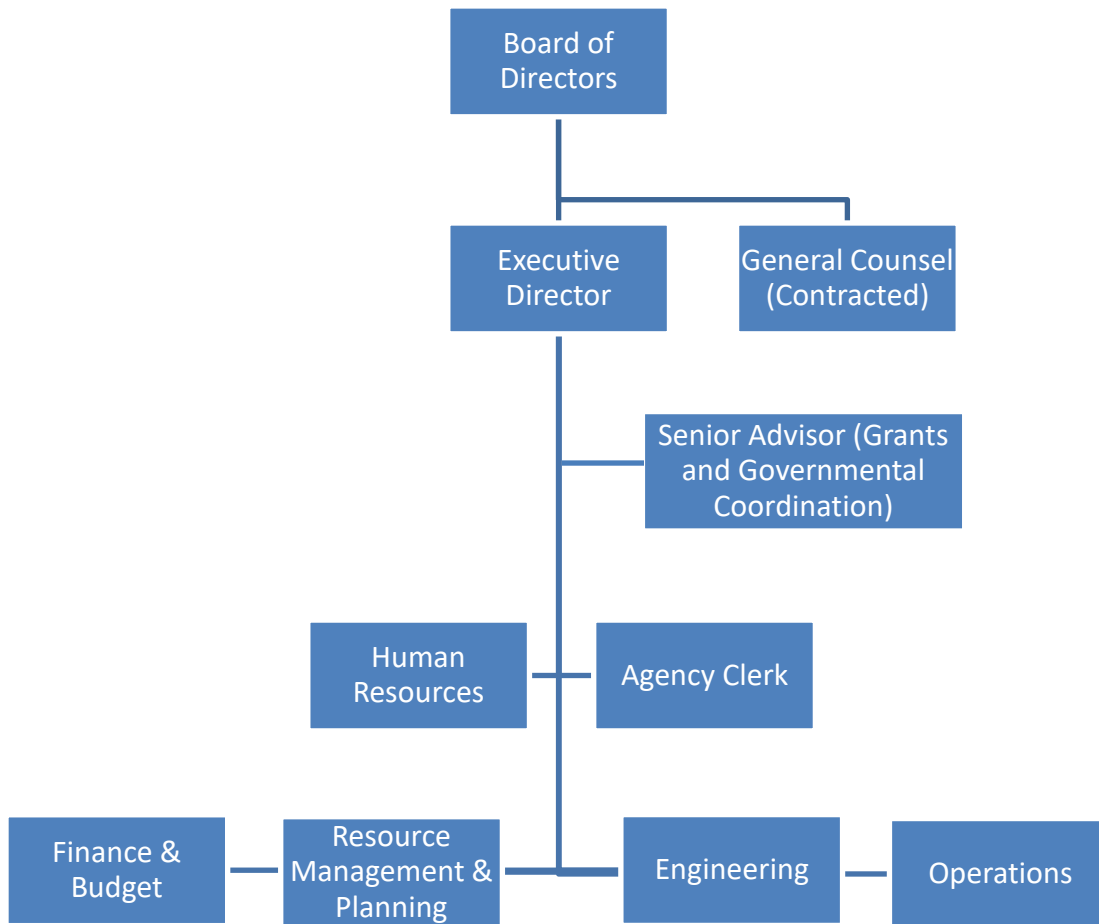 Board of
Directors
Executive
Director
General Counsel
(Contracted)
Senior Advisor (Grants
and Governmental
Coordination)
Human
Resources
Agency Clerk
Finance &
Budget
Resource
Management &
Planning
Engineering
Operations